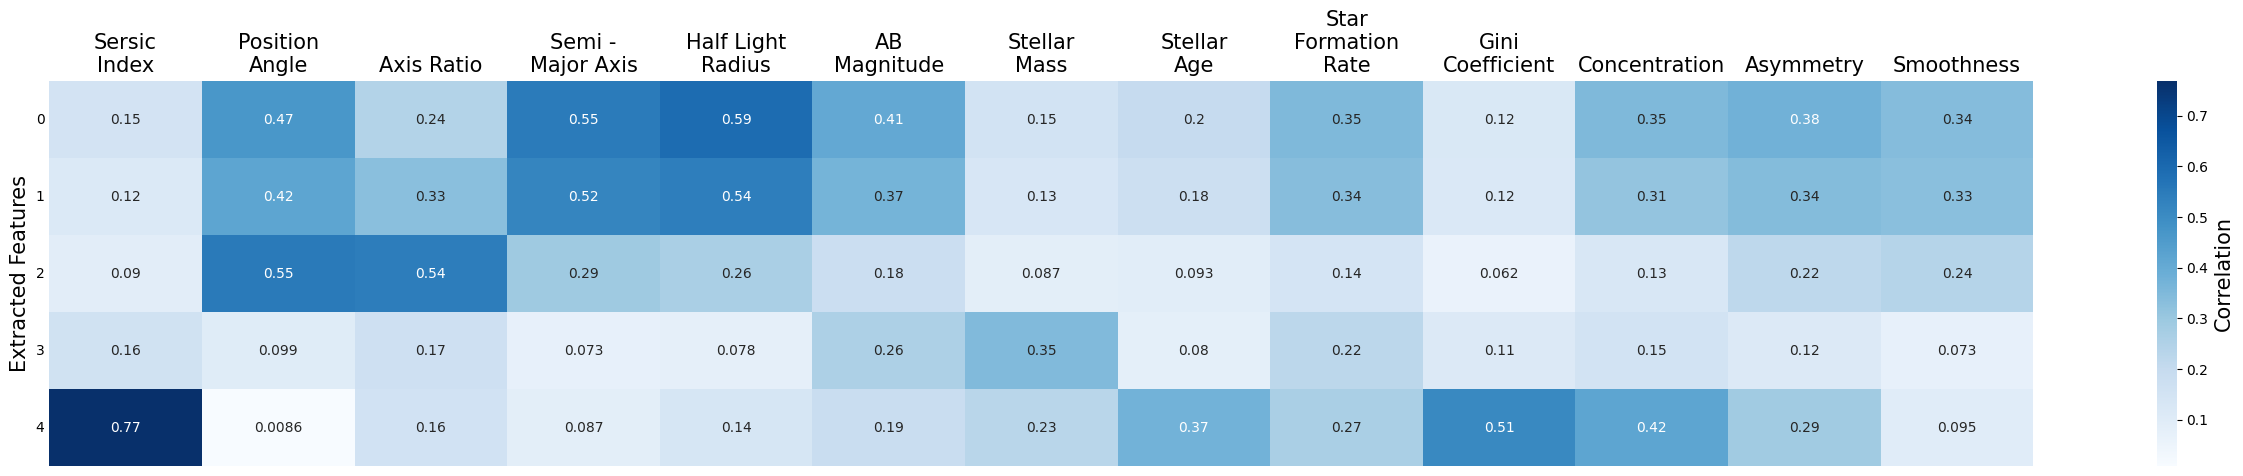 Star
Sersic Position Semi - Half Light AB Stellar Stellar Formation Gini
Index Angle Axis Ratio Major Axis Radius Magnitude Mass Age Rate Coefficient Concentration Asymmetry Smoothness
0 0.15 0.47 0.24 0.55 0.59 0.41 0.15 0.2 0.35 0.12 0.35 0.38 0.34
1 0.12 0.42 0.33 0.52 0.54 0.37 0.13 0.18 0.34 0.12 0.31 0.34 0.33
2 0.09 0.55 0.54 0.29 0.26 0.18 0.087 0.093 0.14 0.062 0.13 0.22 0.24
3 0.16 0.099 0.17 0.073 0.078 0.26 0.35 0.08 0.22 0.11 0.15 0.12 0.073
4 0.77 0.0086 0.16 0.087 0.14 0.19 0.23 0.37 0.27 0.51 0.42 0.29 0.095
Extracted Features
0.7
0.6
0.5
0.4
0.3
0.2
0.1
Correlation